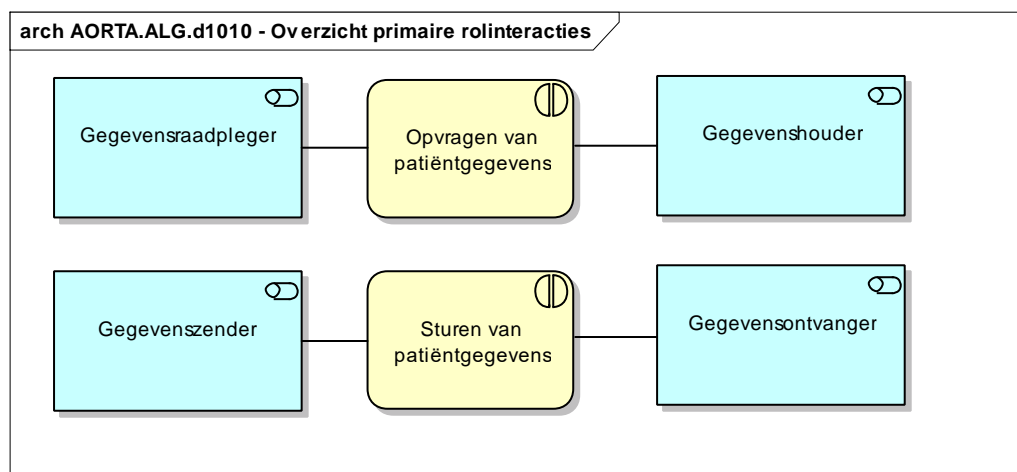 arch AORTA.ALG.d1010 - Overzicht primaire rolinteracties
Gegevensraadpleger
Opvragen van
patiëntgegevens
Gegevenshouder
Gegevenszender
Sturen van
patiëntgegevens
Gegevensontvanger